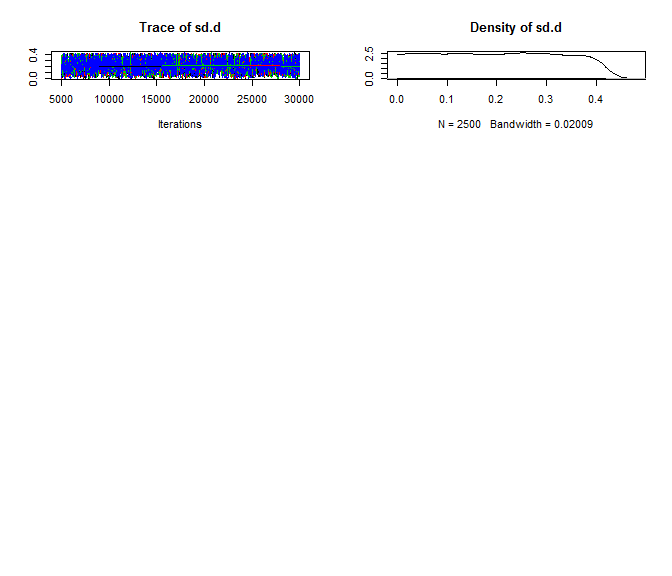 Trace of sd.d
0.4
0.0
5000 10000 15000 20000 25000 30000
Iterations
Density of sd.d
2.5
0.0
0.0 0.1 0.2 0.3 0.4
N = 2500 Bandwidth = 0.02009